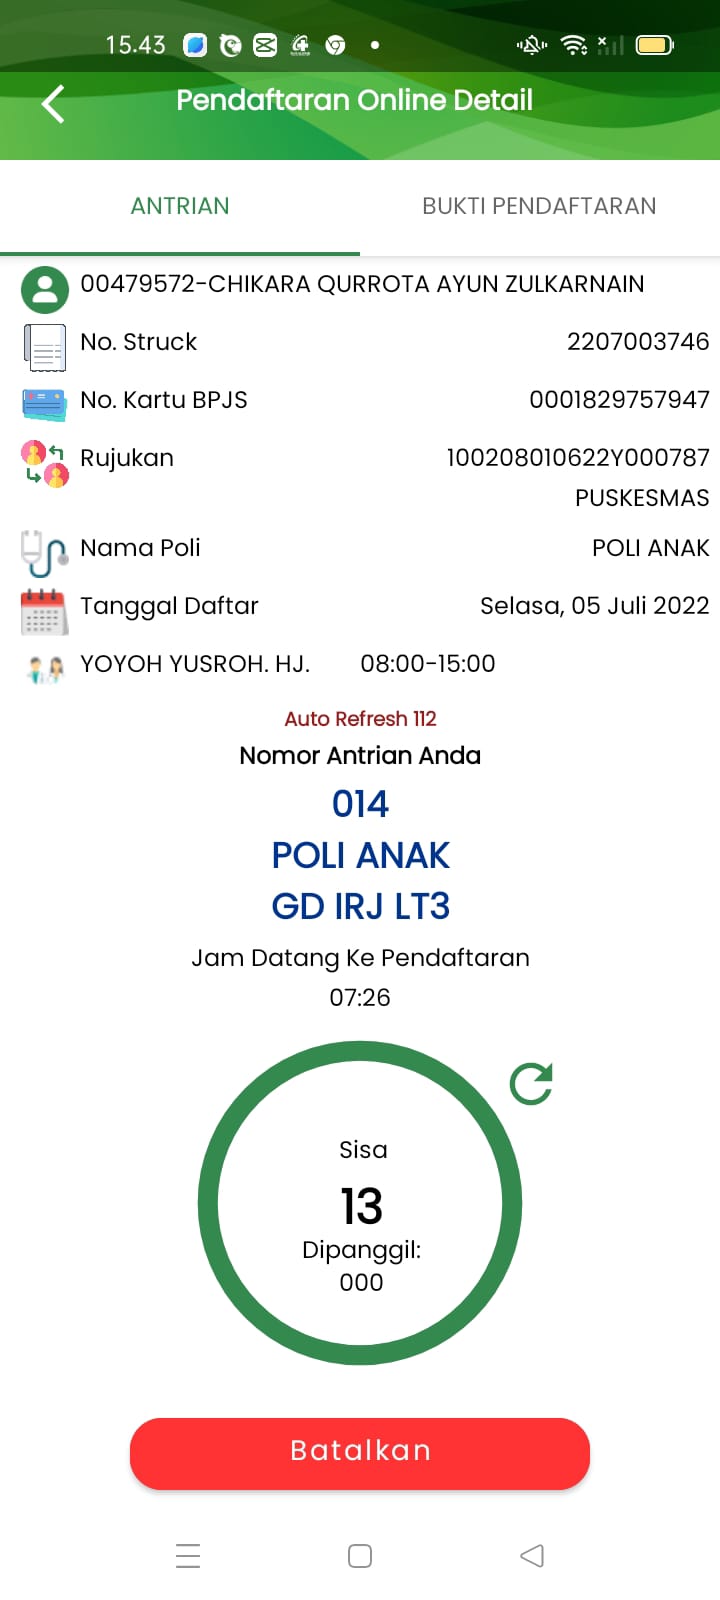 15.43
Pendaftaran Online Detail
ANTRIAN BUKTI PENDAFTARAN
00479572-CHIKARA QURROTA AYUN ZULKARNAIN
No. Struck 2207003746
No. Kartu BPJS 0001829757947
Rujukan 100208010622Y000787
PUSKESMAS
Nama Poli POLI ANAK
Tanggal Daftar Selasa, 05 Juli 2022
YOYOH YUSROH. HJ. 08:00-15:00
Auto Refresh 112
Nomor Antrian Anda
014
POLI ANAK
GD IRJ LT3
Jam Datang Ke Pendaftaran
07:26
Sisa
13
Dipanggil:
000
Batalkan